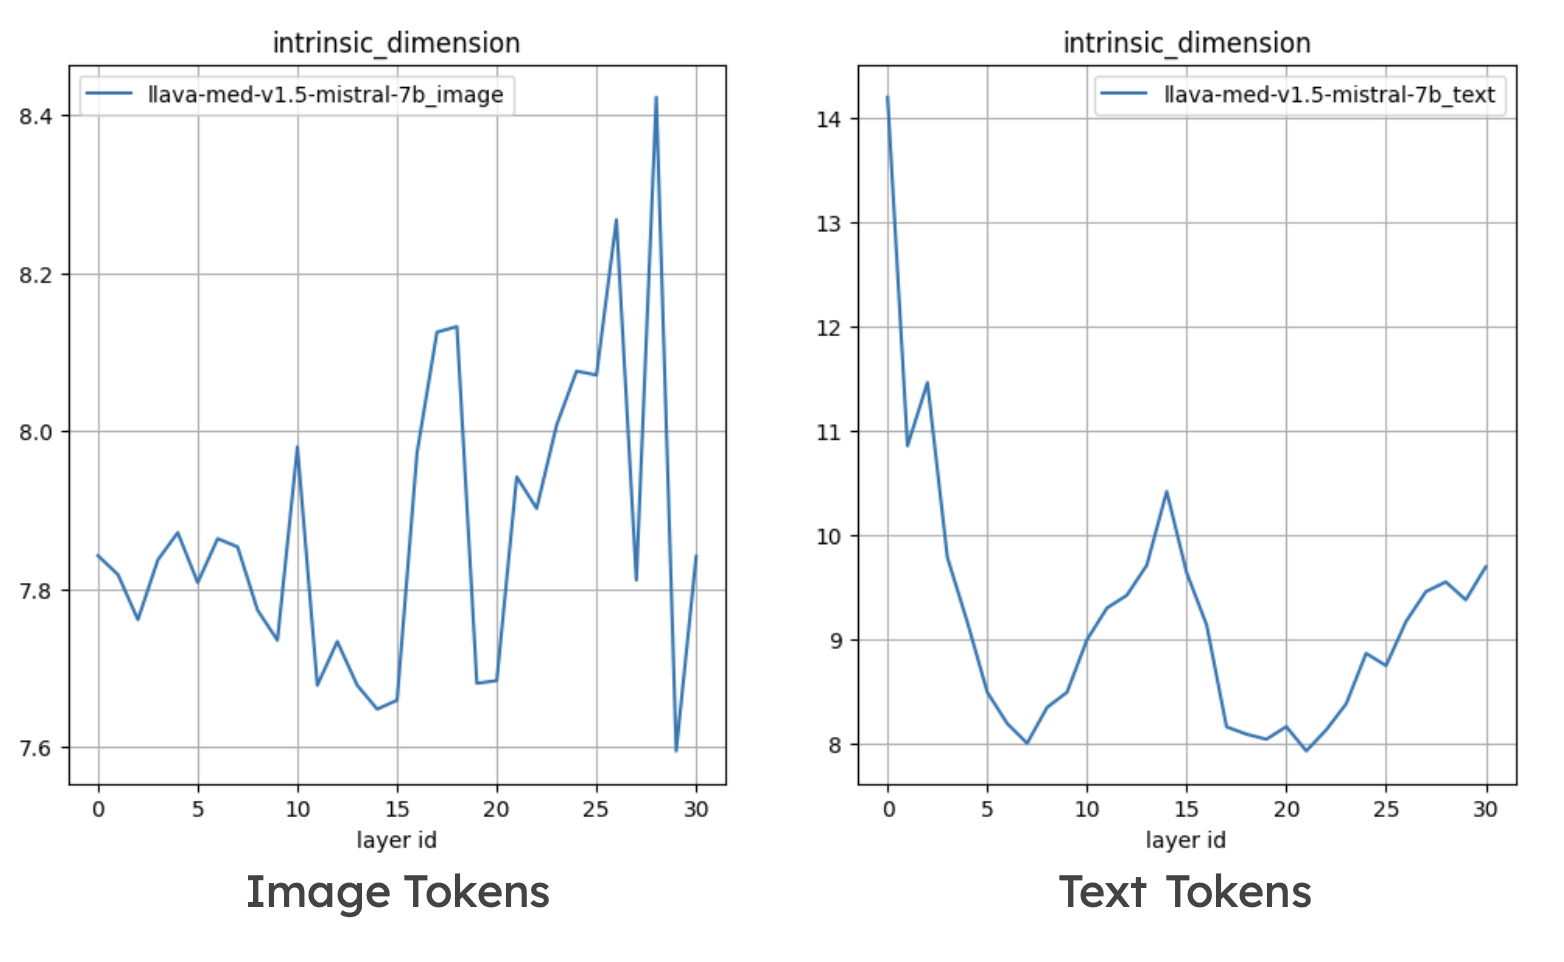 intrinsic_dimension
llava-med-v1.5-mistral-7b_image
8.4
8.2
8.0
7.8
7.6
0 5 10 15 20 25 30
layer id
Image Tokens
intrinsic_dimension
llava-med-v1.5-mistral-7b_text
14
13
12
11
10
9
8
0 5 10 15 20 25 30
layer id
Text Tokens